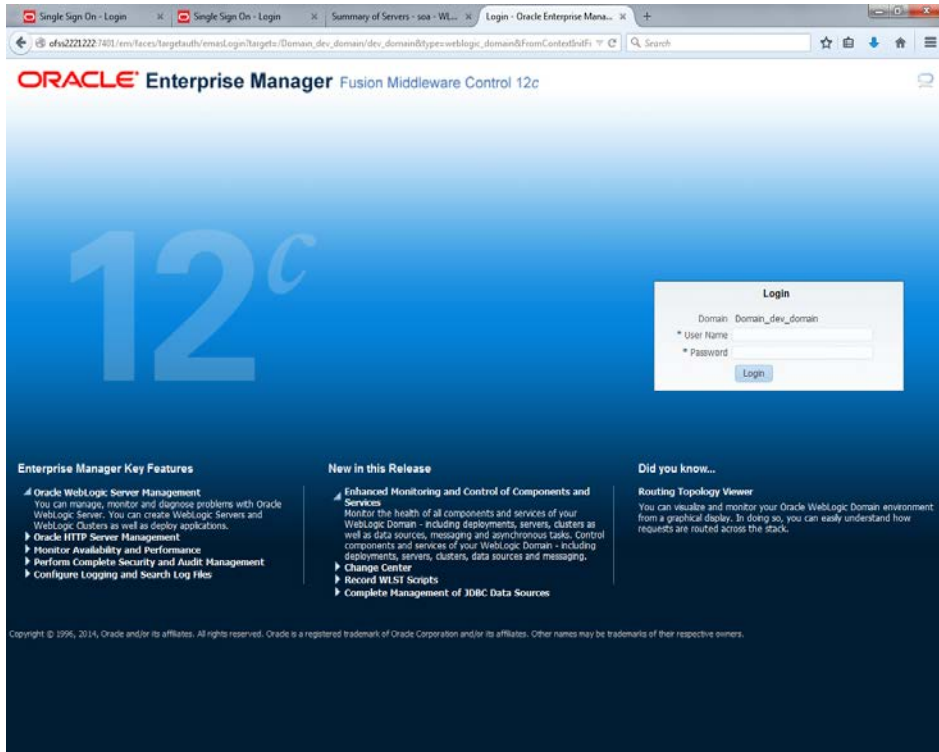 Single Sign On - Login
Single Sign On - Login
Summary of Servers - soa - WL...
Login - Oracle Enterprise Mana...
ofss2221222:7401/em/faces/targetauth/emasLogin?target=/Domain_dev_domain/dev_domain&type=weblogic_domain&fromContextInitFi
Search
ORACLE Enterprise Manager Fusion Middleware Control 12c
12c
Login
Domain Domain_dev_domain
* User Name
* Password
Login
Enterprise Manager Key Features
Oracle WebLogic Server Management
You can manage, monitor and diagnose problems with Oracle
WebLogic Server. You can create WebLogic Servers and
WebLogic Clusters as well as deploy applications.
Oracle HTTP Server Management
Monitor Availability and Performance
Perform Complete Security and Audit Management
Configure Logging and Search Log Files
New in this Release
Enhanced Monitoring and Control of Components and
Services
Monitor the health of all components and services of your
WebLogic Domain - including deployments, servers, clusters as
well as data sources, messaging and asynchronous tasks. Control
components and services of your WebLogic Domain - including
deployments, servers, clusters, data sources and messaging.
Change Center
Record WLST Scripts
Complete Management of JDBC Data Sources
Did you know...
Routing Topology Viewer
You can visualize and monitor your Oracle WebLogic Domain environment
from a graphical display. In doing so, you can easily understand how
requests are routed across the stack.
Copyright © 1996, 2014, Oracle and/or its affiliates. All rights reserved. Oracle is a registered trademark of Oracle Corporation and/or its affiliates. Other names may be trademarks of their respective owners.